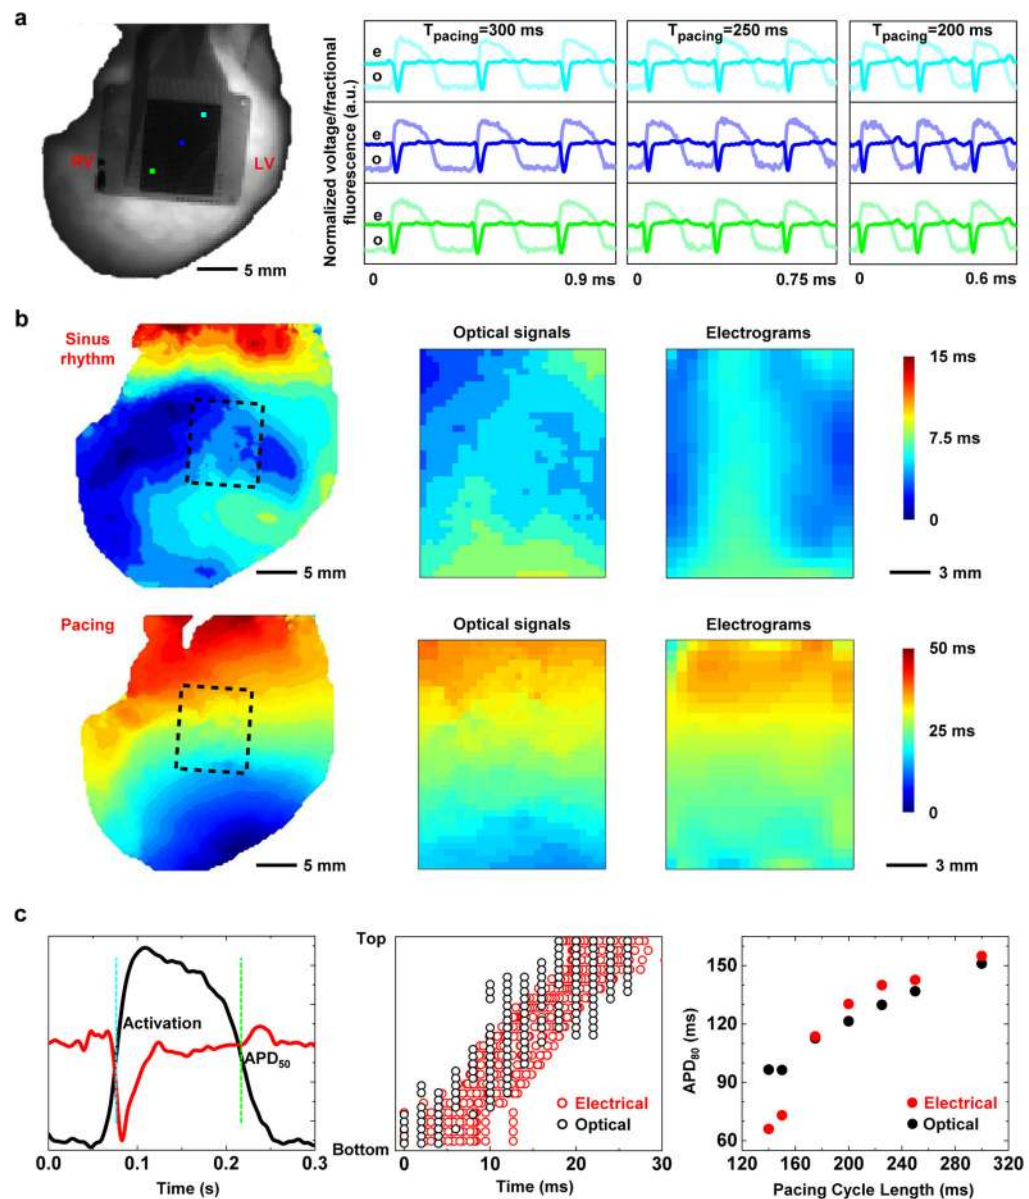 a
RV
LV
5 mm
Normalized voltage/fractional
fluorescence (a.u.)
Tpacing=300 ms
Tpacing=250 ms
Tpacing=200 ms
e
o
e
o
e
o
0
0.9 ms
0
0.75 ms
0
0.6 ms
b
Sinus
rhythm
5 mm
Optical signals
Electrograms
15 ms
7.5 ms
0
3 mm
Pacing
5 mm
Optical signals
Electrograms
50 ms
25 ms
0
3 mm
c
Activation
APD50
0.0
0.1
0.2
0.3
Time (s)
Top
Bottom
Electrical
Optical
0
10
20
30
Time (ms)
APD80 (ms)
150
120
90
60
Electrical
Optical
120
160
200
240
280
320
Pacing Cycle Length (ms)